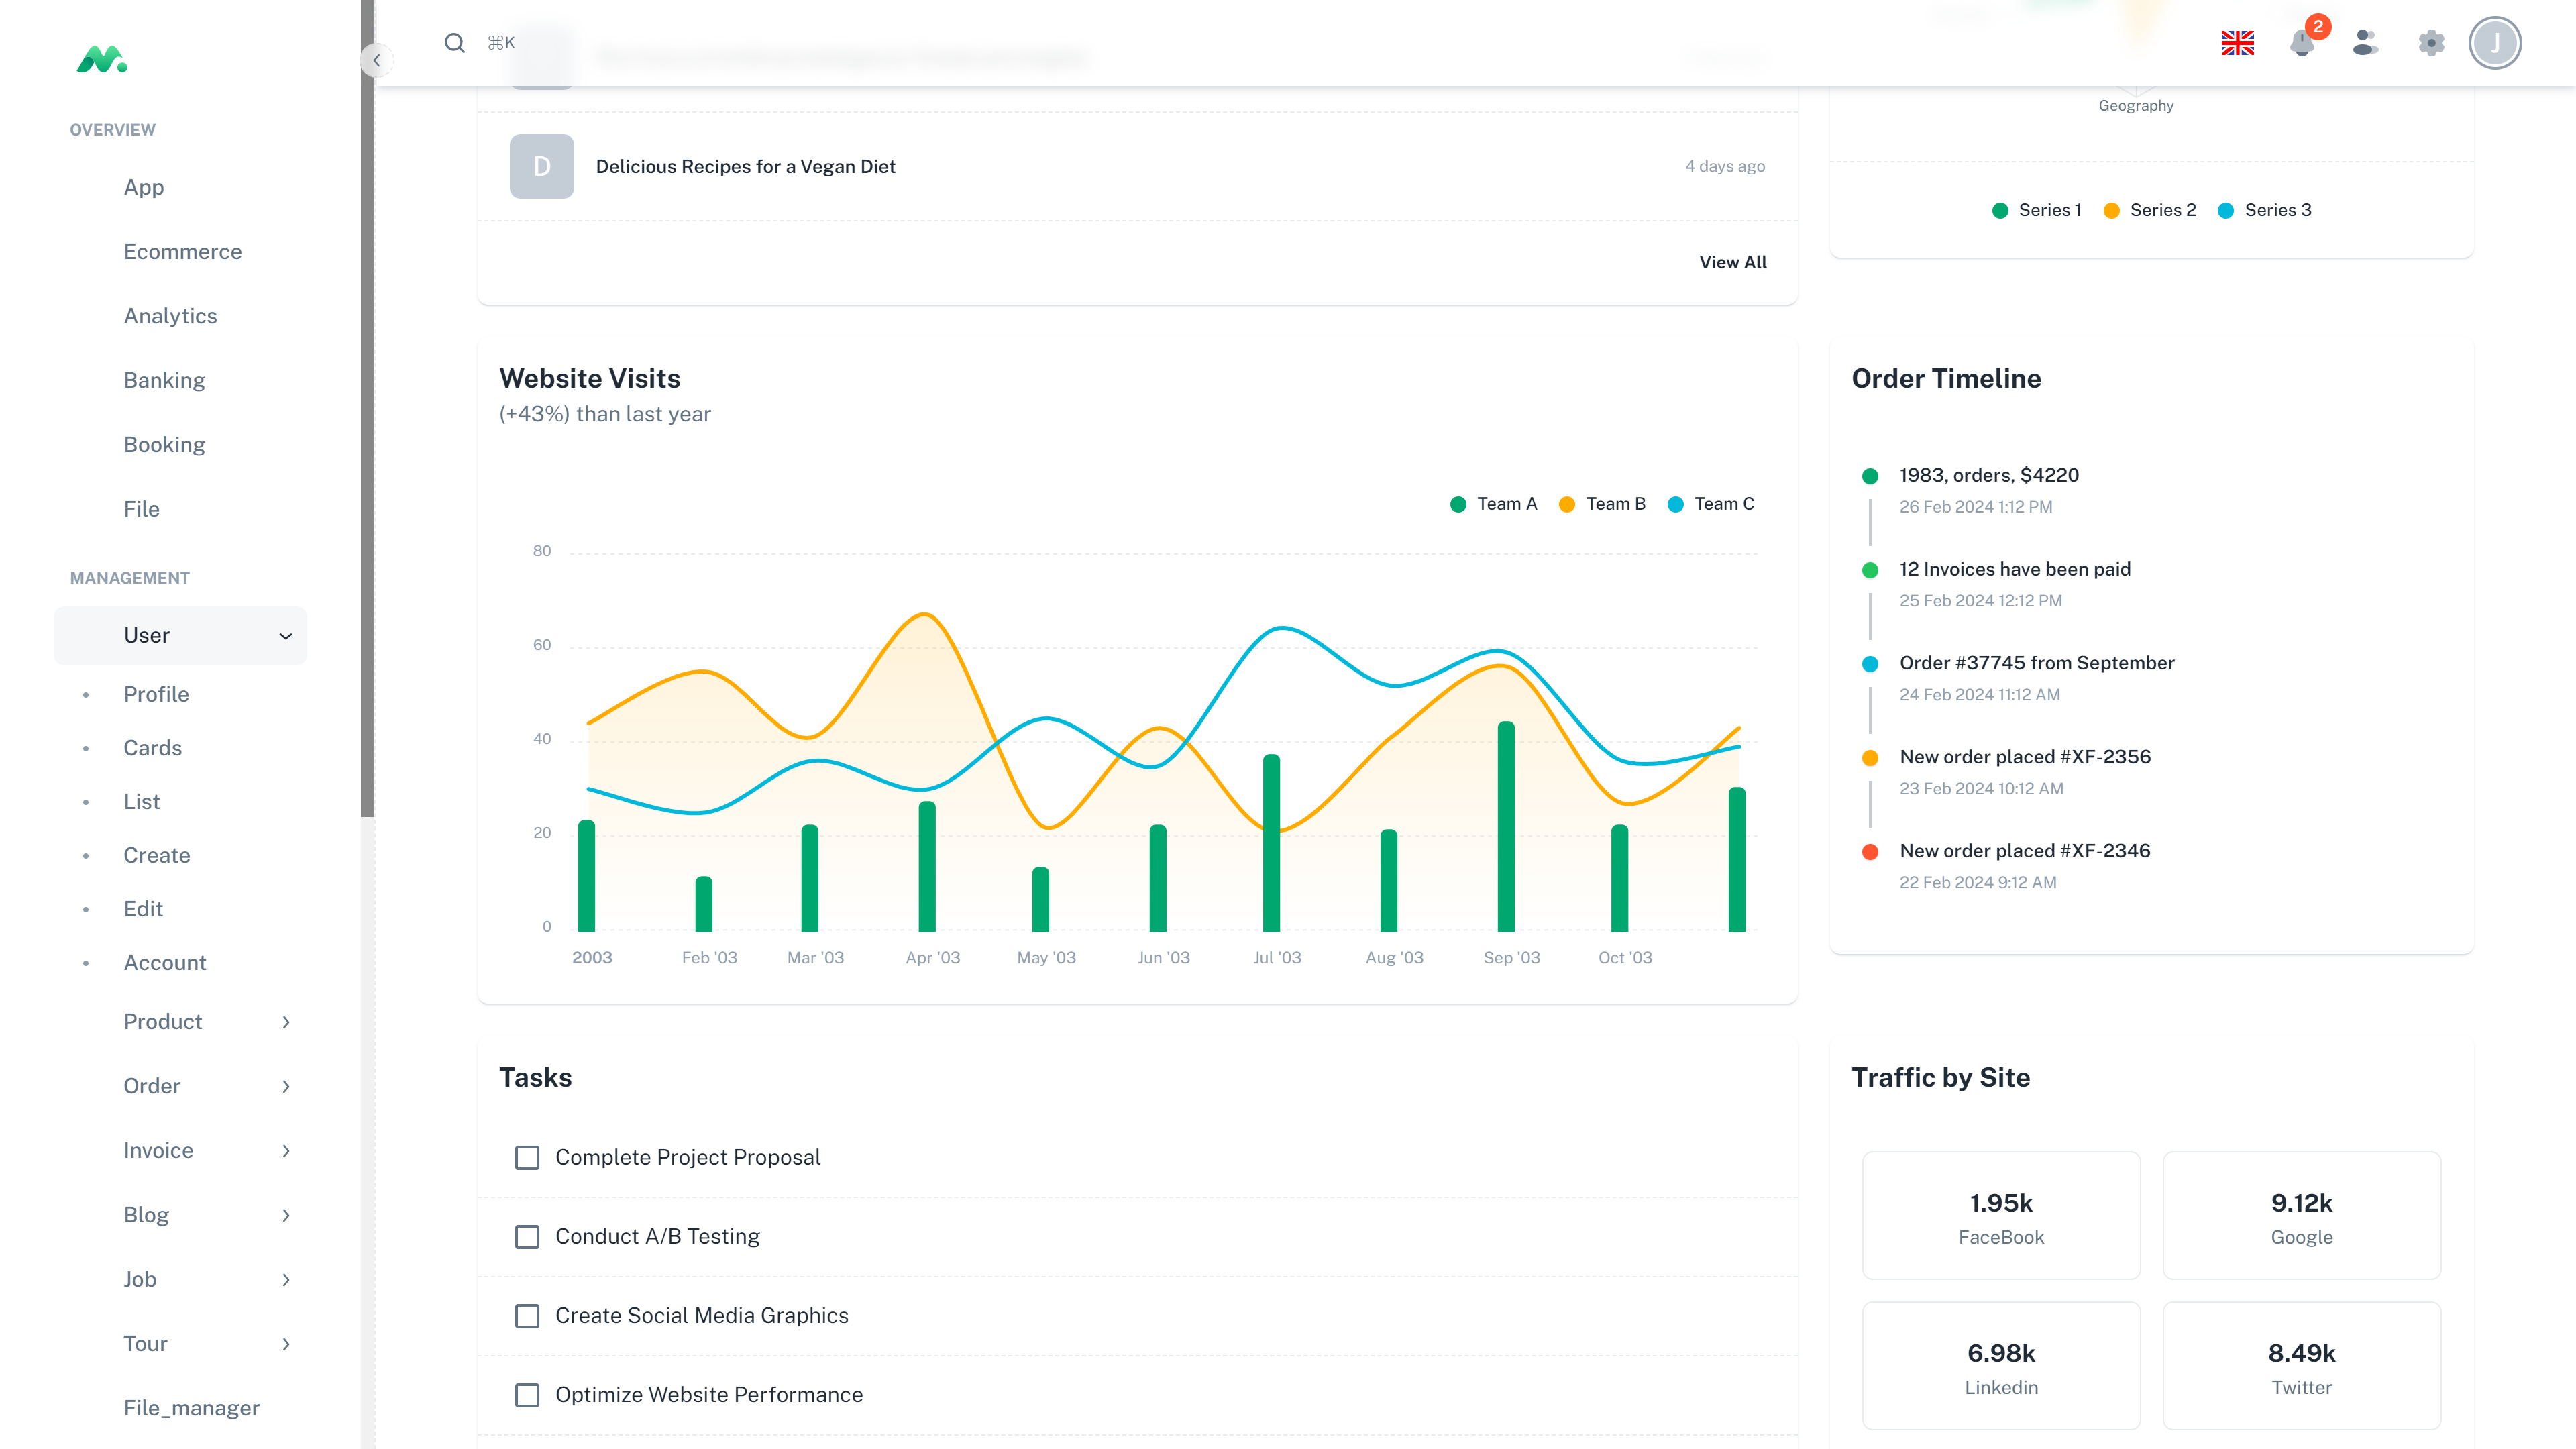 OVERVIEW
App
Ecommerce
Analytics
Banking
Booking
File
MANAGEMENT
User
• Profile
• Cards
• List
• Create
• Edit
• Account
Product
Order
Invoice
Blog
Job
Tour
File_manager
⌘K
2
J
D
Delicious Recipes for a Vegan Diet
4 days ago
View All
Geography
Series 1
Series 2
Series 3
Website Visits
(+43%) than last year
Team A
Team B
Team C
80
60
40
20
0
2003
Feb '03
Mar '03
Apr '03
May '03
Jun '03
Jul '03
Aug '03
Sep '03
Oct '03
Order Timeline
1983, orders, $4220
26 Feb 2024 1:12 PM
12 Invoices have been paid
25 Feb 2024 12:12 PM
Order #37745 from September
24 Feb 2024 11:12 AM
New order placed #XF-2356
23 Feb 2024 10:12 AM
New order placed #XF-2346
22 Feb 2024 9:12 AM
Tasks
Complete Project Proposal
Conduct A/B Testing
Create Social Media Graphics
Optimize Website Performance
Traffic by Site
1.95k
FaceBook
9.12k
Google
6.98k
Linkedin
8.49k
Twitter